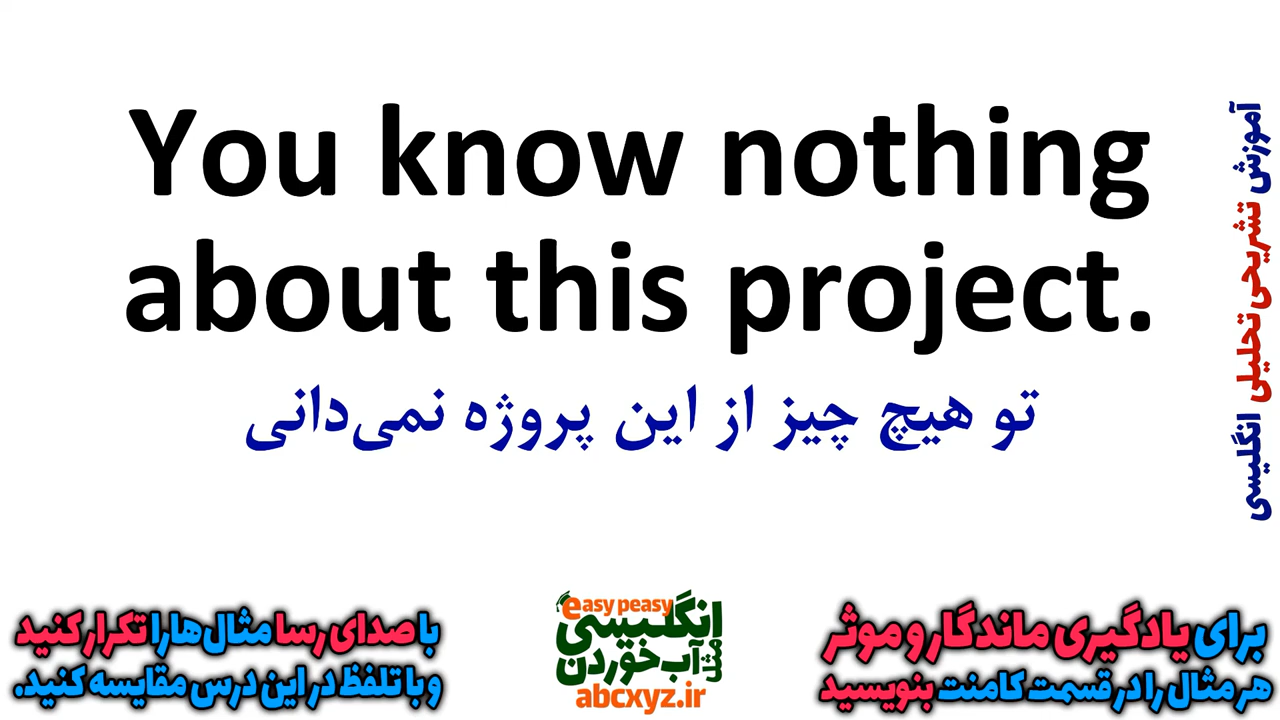 You know nothing
about this project.
تو هیچ چیز از این پروژه نمی‌دانی
آموزش تشریحی تحلیلی انگلیسی
برای یادگیری ماندگار و موثر
هر مثال را در قسمت کامنت بنویسید
easy peasy
انگلیسی
مثل آب خوردن
abcxyz.ir
با صدای رسا مثال‌ها را تکرار کنید
و با تلفظ در این درس مقایسه کنید.